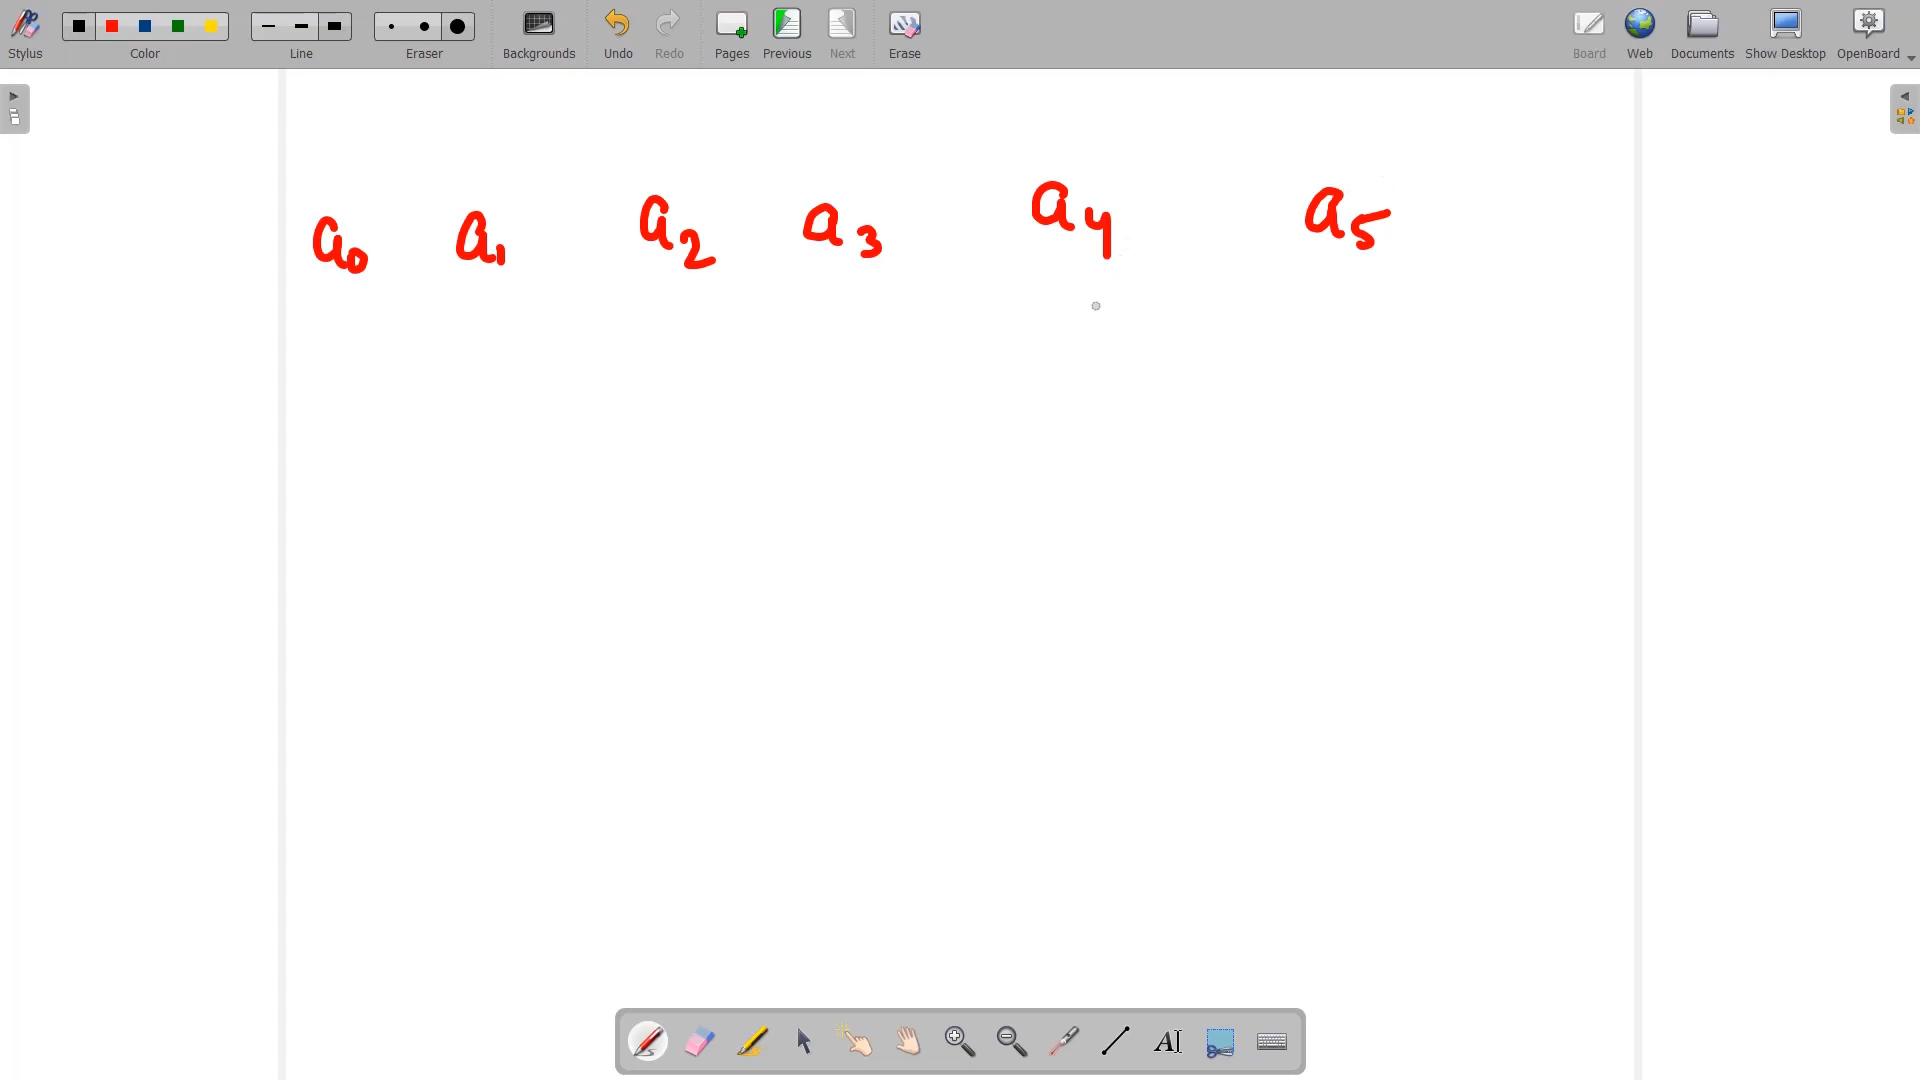 Stylus Color Line Eraser Backgrounds Undo Redo Pages Previous Next Erase Board Web Documents Show Desktop OpenBoard
a₀ a₁ a₂ a₃ a₄ a₅
AI